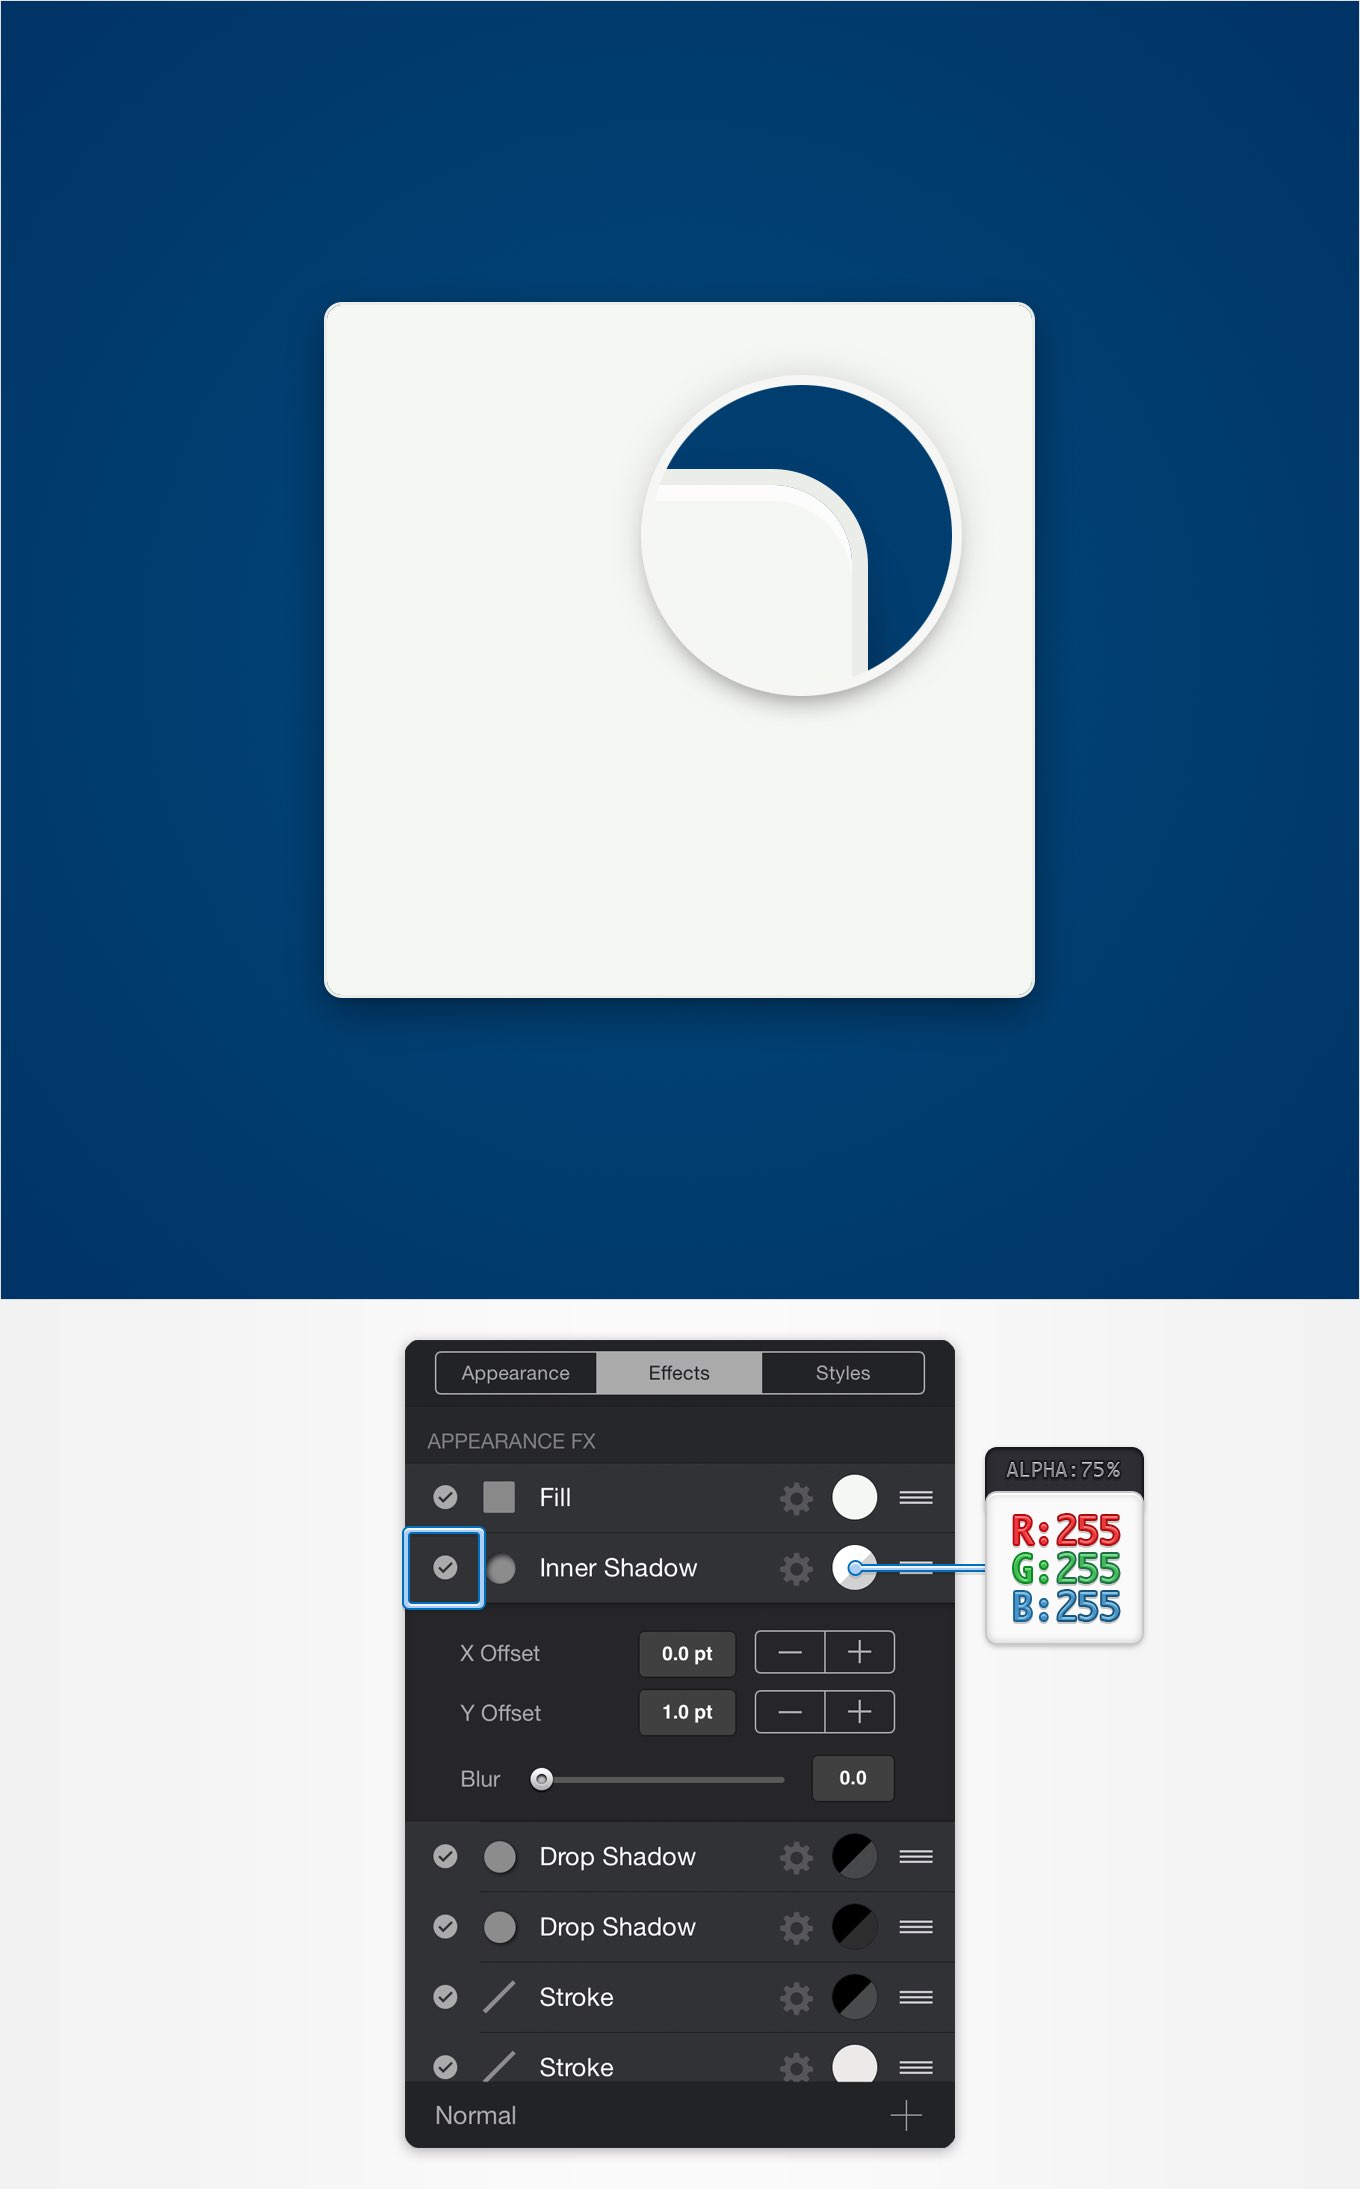 Appearance Effects Styles
APPEARANCE FX
Fill
ALPHA:75%
R:255
G:255
B:255
Inner Shadow
X Offset 0.0 pt
Y Offset 1.0 pt
Blur 0.0
Drop Shadow
Drop Shadow
Stroke
Stroke
Normal